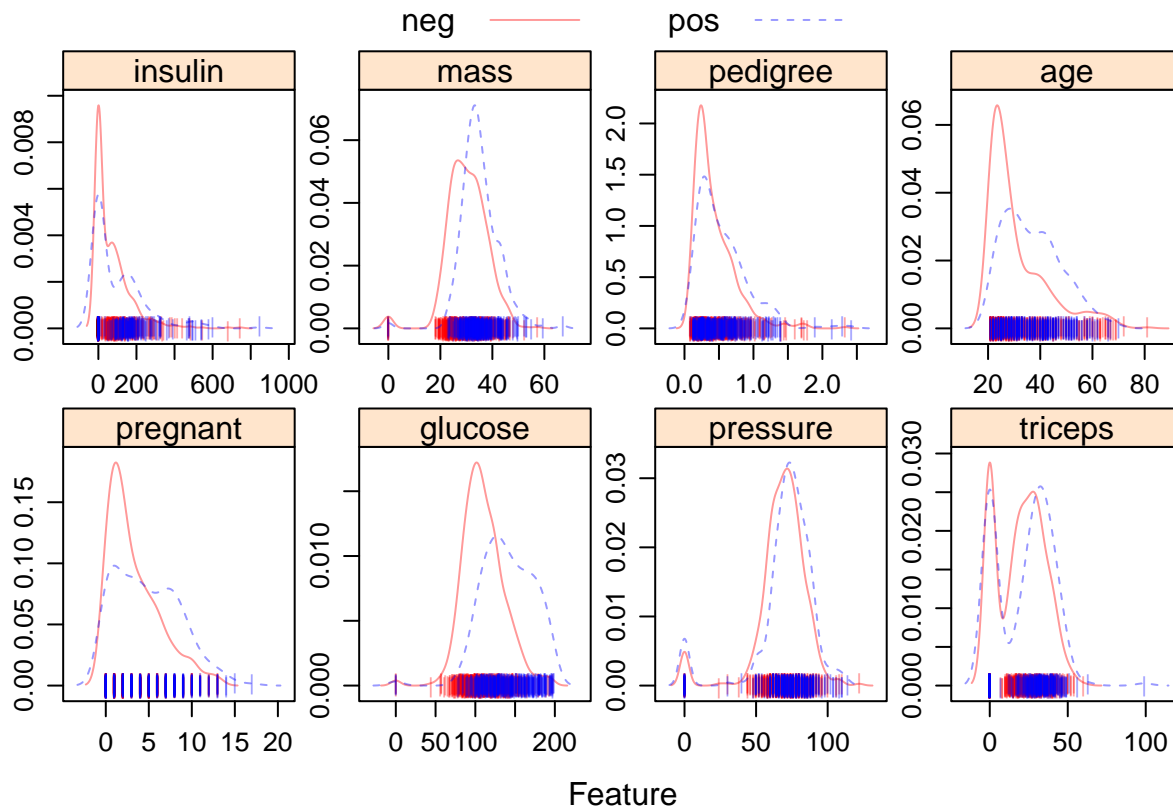 neg pos
insulin mass pedigree age
0.000 0.004 0.008
0 200 600 1000
0.00 0.02 0.04 0.06
0 20 40 60
0.0 0.5 1.0 1.5 2.0
0.0 1.0 2.0
0.00 0.02 0.04 0.06
20 40 60 80
pregnant glucose pressure triceps
0.00 0.05 0.10 0.15
0 5 10 15 20
0.000 0.010
0 50 100 200
0.00 0.01 0.02 0.03
0 50 100
0.000 0.010 0.020 0.030
0 50 100
Feature